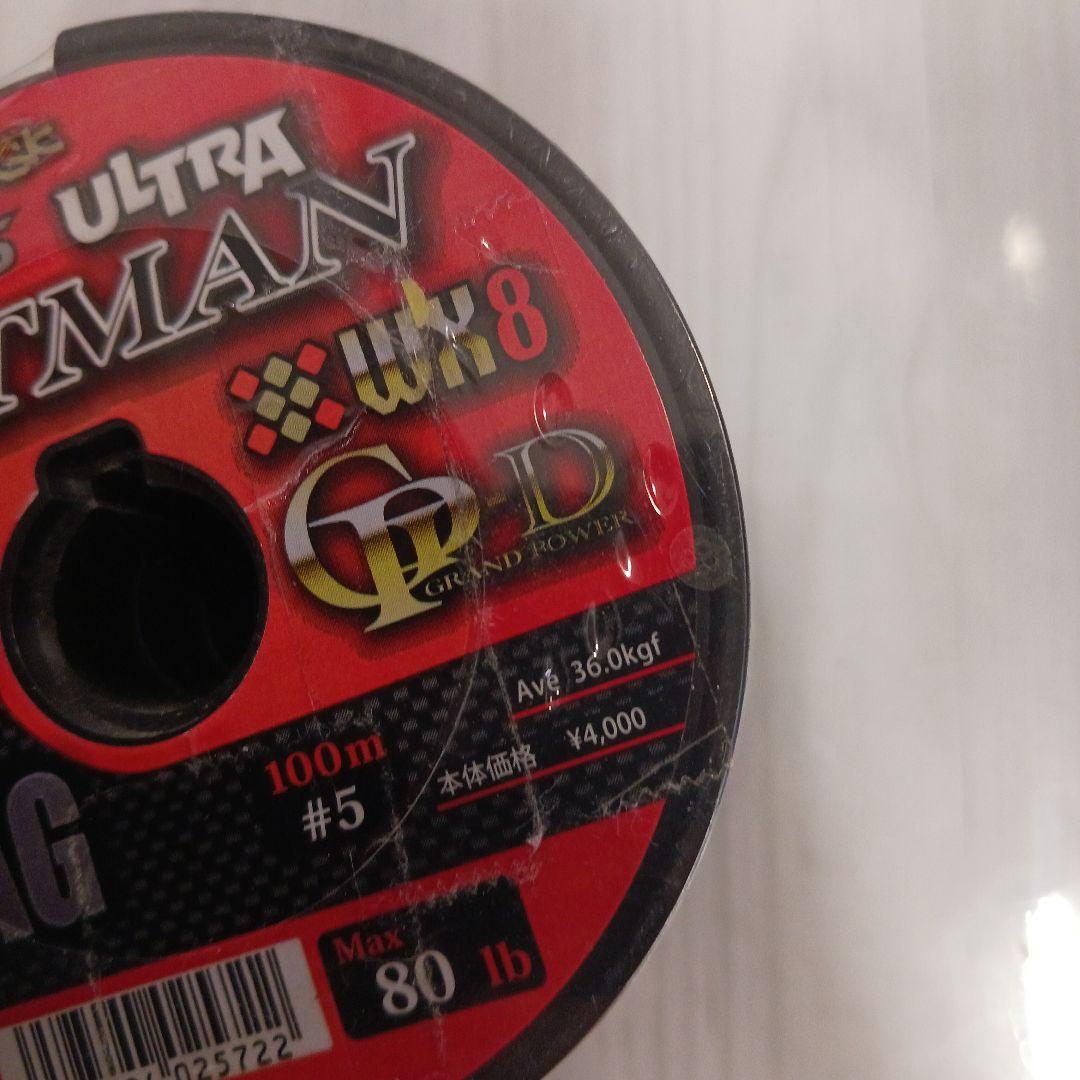 ULTRA
TMAN
WX8
GP-D
GRAND POWER
Ave 36.0kgf
本体価格 ¥4,000
100m
#5
AG
Max
80 lb
025722